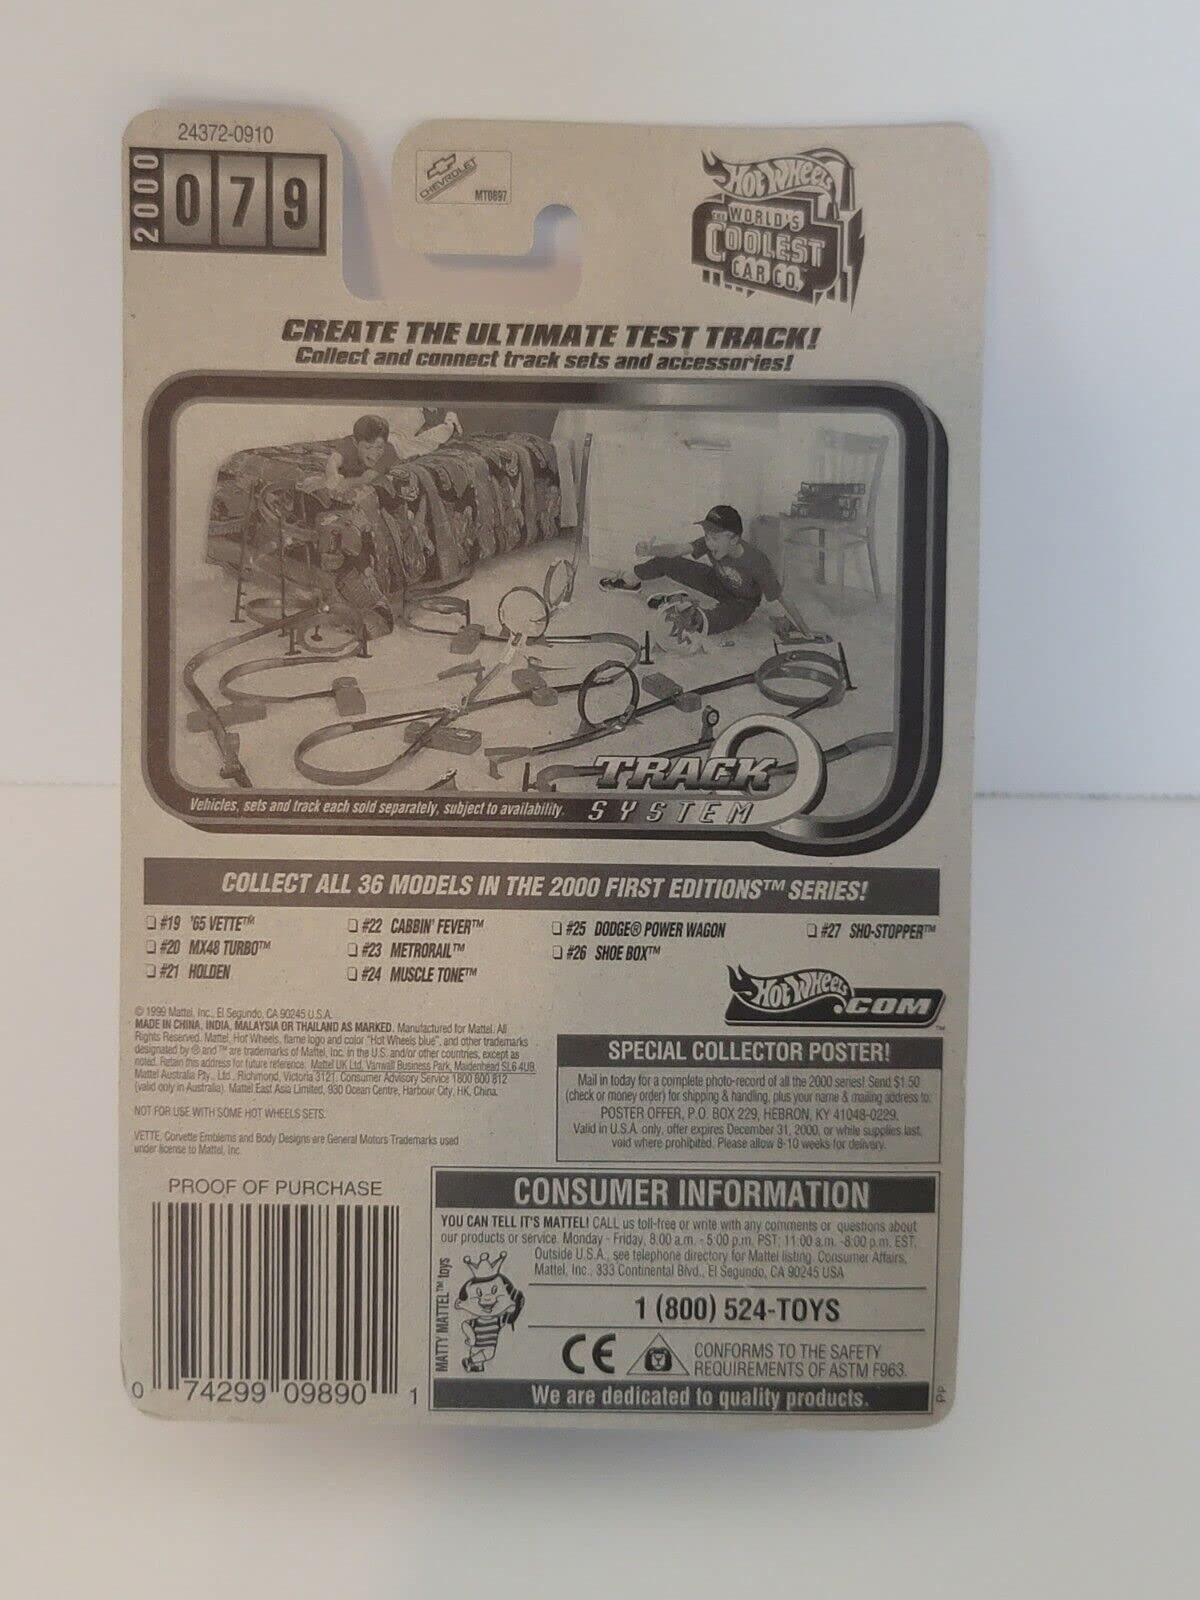 24372-0910
2000
079
CHEVROLET
MT0897
HOT WHEELS
THE WORLD'S
COOLEST
CAR CO.™
CREATE THE ULTIMATE TEST TRACK!
Collect and connect track sets and accessories!
TRACK
SYSTEM
Vehicles, sets and track each sold separately, subject to availability.
COLLECT ALL 36 MODELS IN THE 2000 FIRST EDITIONS™ SERIES!
❑ #19 '65 VETTE™
❑ #20 MX48 TURBO™
❑ #21 HOLDEN
❑ #22 CABBIN' FEVER™
❑ #23 METRORAIL™
❑ #24 MUSCLE TONE™
❑ #25 DODGE® POWER WAGON
❑ #26 SHOE BOX™
❑ #27 SHO-STOPPER™
HOT WHEELS
.COM™
© 1999 Mattel, Inc., El Segundo, CA 90245 U.S.A.
MADE IN CHINA, INDIA, MALAYSIA OR THAILAND AS MARKED. Manufactured for Mattel. All
Rights Reserved. Mattel, Hot Wheels, flame logo and color "Hot Wheels blue", and other trademarks
designated by ® and ™ are trademarks of Mattel, Inc. in the U.S. and/or other countries, except as
noted. Retain this address for future reference. Mattel UK Ltd, Vanwall Business Park, Maidenhead SL6 4UB.
Mattel Australia Pty., Ltd., Richmond, Victoria 3121. Consumer Advisory Service 1800 800 812
(valid only in Australia). Mattel East Asia Limited, 930 Ocean Centre, Harbour City, HK, China.
NOT FOR USE WITH SOME HOT WHEELS SETS.
VETTE, Corvette Emblems and Body Designs are General Motors Trademarks used
under license to Mattel, Inc.
SPECIAL COLLECTOR POSTER!
Mail in today for a complete photo-record of all the 2000 series! Send $1.50
(check or money order) for shipping & handling, plus your name & mailing address to:
POSTER OFFER, P.O. BOX 229, HEBRON, KY 41048-0229.
Valid in U.S.A. only, offer expires December 31, 2000, or while supplies last,
void where prohibited. Please allow 8-10 weeks for delivery.
PROOF OF PURCHASE
0 74299 09890 1
CONSUMER INFORMATION
YOU CAN TELL IT'S MATTEL! CALL us toll-free or write with any comments or questions about
our products or service. Monday - Friday, 8:00 a.m. - 5:00 p.m. PST; 11:00 a.m. -8:00 p.m. EST.
Outside U.S.A., see telephone directory for Mattel listing. Consumer Affairs,
Mattel, Inc., 333 Continental Blvd., El Segundo, CA 90245 USA
MATTY MATTEL™ toys
1 (800) 524-TOYS
CE
CONFORMS TO THE SAFETY
REQUIREMENTS OF ASTM F963.
We are dedicated to quality products.
PP